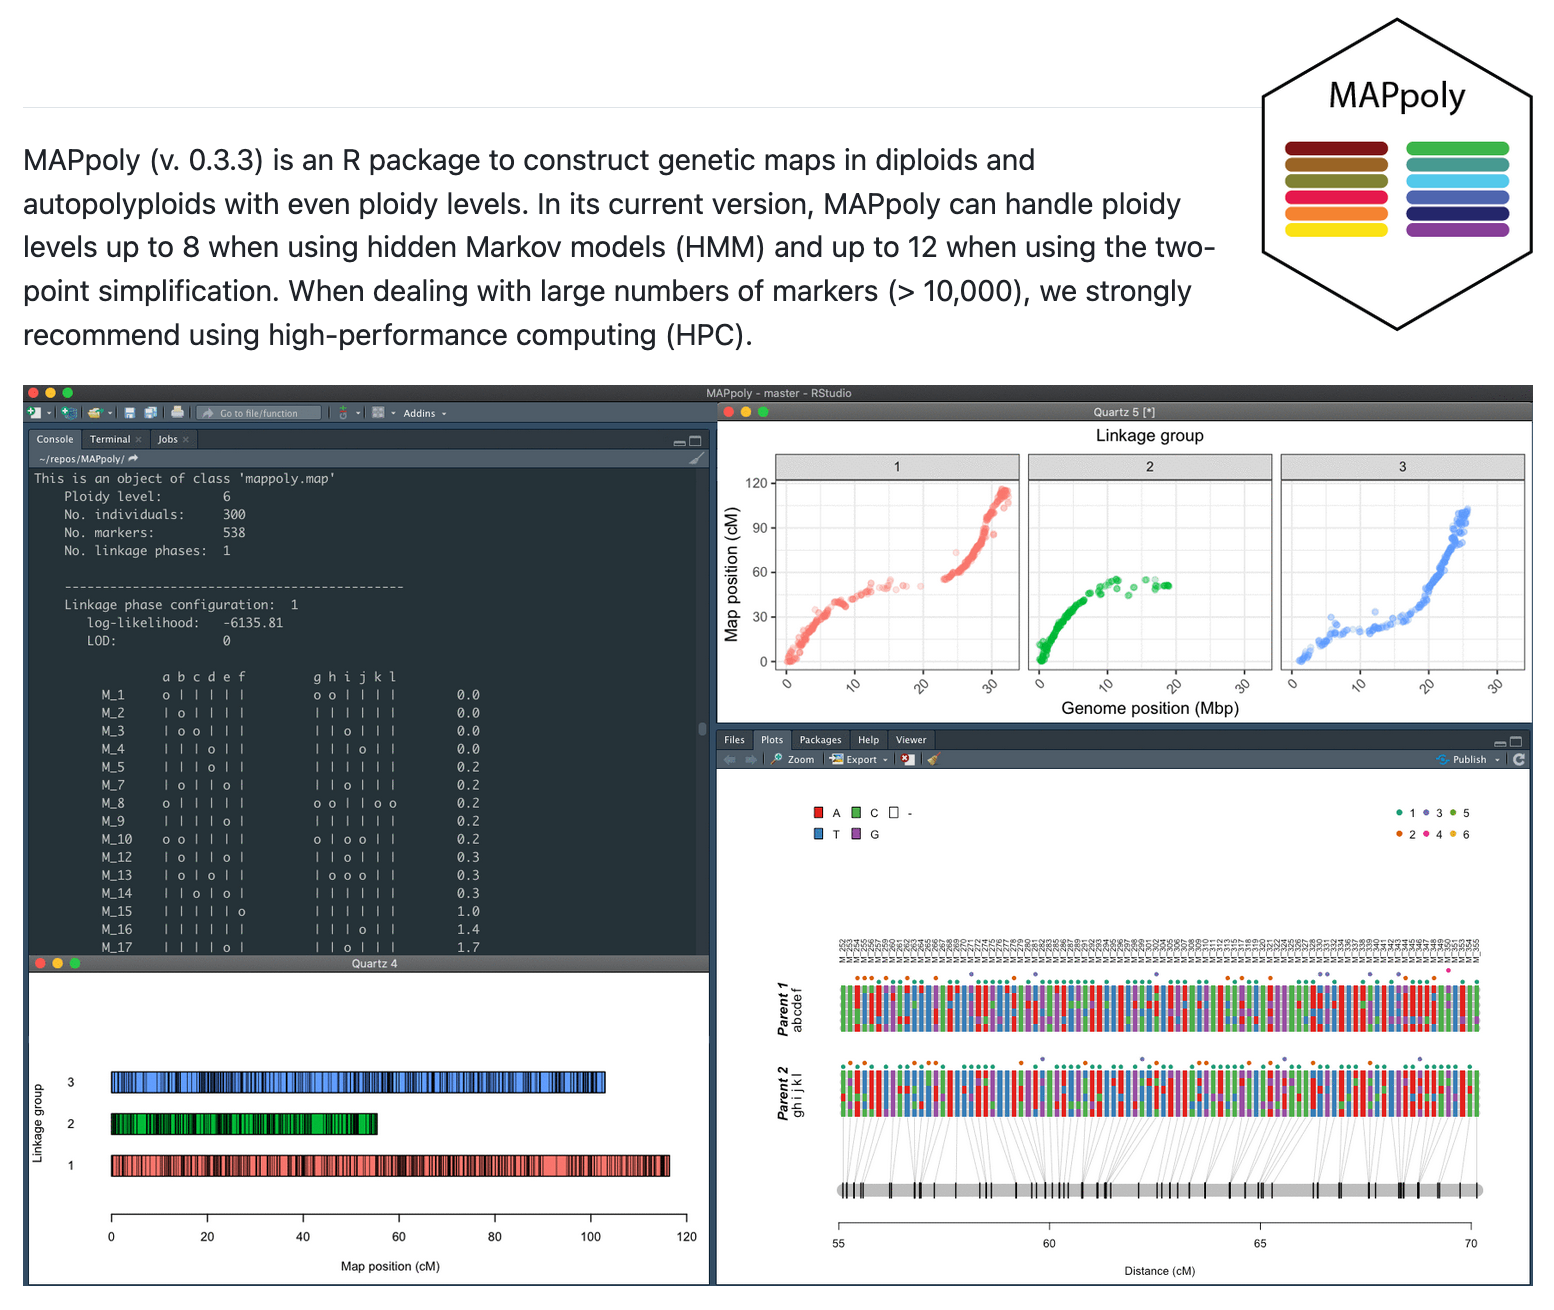 MAPpoly
MAPpoly (v. 0.3.3) is an R package to construct genetic maps in diploids and
autopolyploids with even ploidy levels. In its current version, MAPpoly can handle ploidy
levels up to 8 when using hidden Markov models (HMM) and up to 12 when using the two-
point simplification. When dealing with large numbers of markers (> 10,000), we strongly
recommend using high-performance computing (HPC).
MAPpoly - master - RStudio
Go to file/function
Addins
Console Terminal Jobs
~/repos/MAPpoly/
This is an object of class 'mappoly.map'
Ploidy level: 6
No. individuals: 300
No. markers: 538
No. linkage phases: 1
---------------------------------------------
Linkage phase configuration: 1
log-likelihood: -6135.81
LOD: 0
a b c d e f g h i j k l
M_1 o | | | | | o o | | | | 0.0
M_2 | o | | | | | | | | | | 0.0
M_3 | o o | | | | | o | | | 0.0
M_4 | | | o | | | | | o | | 0.0
M_5 | | | o | | | | | | | | 0.2
M_7 | o | | o | | | o | | | 0.2
M_8 o | | | | | o o | | o o 0.2
M_9 | | | | o | | | | | | | 0.2
M_10 o o | | | | o | o o | | 0.2
M_12 | o | | o | | | o | | | 0.3
M_13 | o | o | | | o o o | | 0.3
M_14 | | o | o | | | | | | | 0.3
M_15 | | | | | o | | | | | | 1.0
M_16 | | | | | | | | | o | | 1.4
M_17 | | | | o | | | o | | | 1.7
Quartz 5 [*]
Linkage group
1 2 3
Map position (cM)
120
90
60
30
0
0 10 20 30 0 10 20 30 0 10 20 30
Genome position (Mbp)
Files Plots Packages Help Viewer
Zoom Export Publish
A C -
T G
1 3 5
2 4 6
Parent 1
a b c d e f
Parent 2
g h i j k l
55 60 65 70
Distance (cM)
Quartz 4
Linkage group
3
2
1
0 20 40 60 80 100 120
Map position (cM)